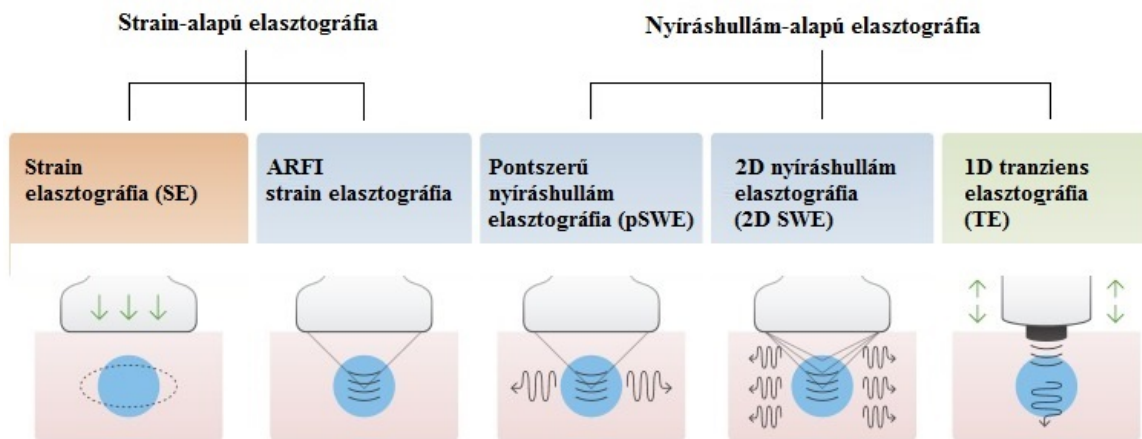 Strain-alapú elasztográfia
Nyíráshullám-alapú elasztográfia
Strain
elasztográfia (SE)
ARFI
strain elasztográfia
Pontszerű
nyíráshullám
elasztográfia (pSWE)
2D nyíráshullám
elasztográfia
(2D SWE)
1D tranziens
elasztográfia
(TE)